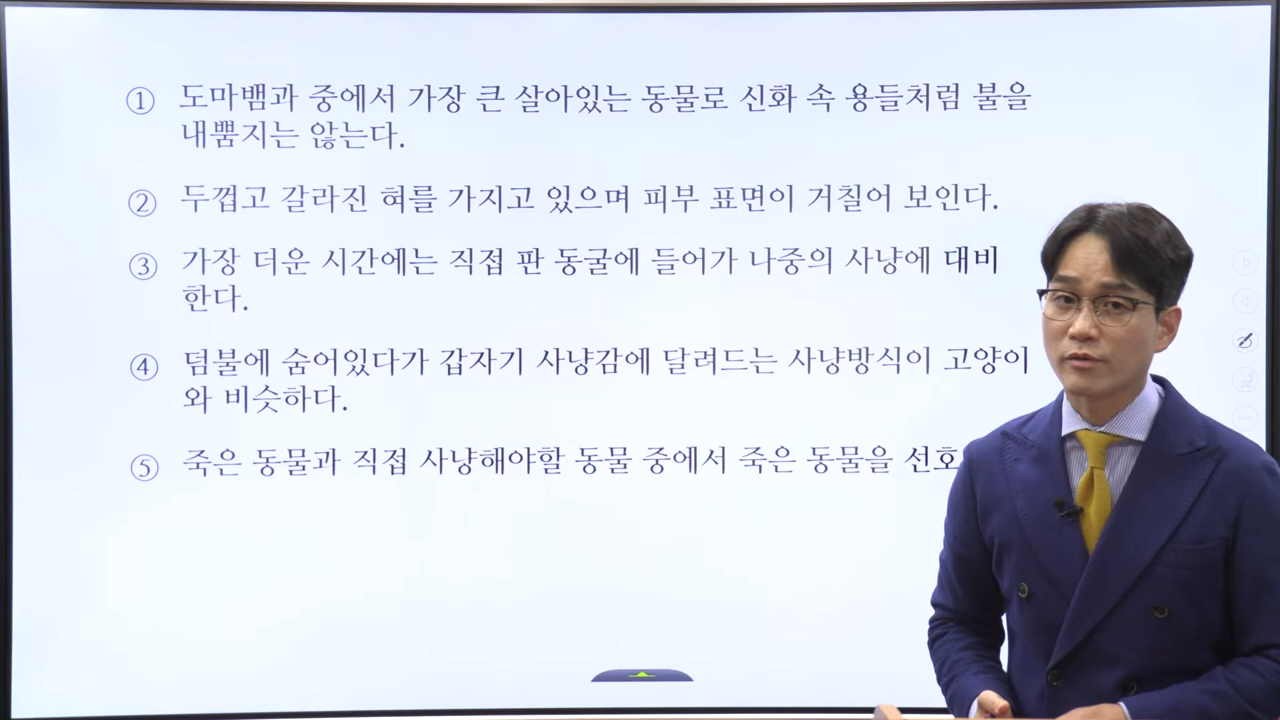 ① 도마뱀과 중에서 가장 큰 살아있는 동물로 신화 속 용들처럼 불을
내뿜지는 않는다.
② 두껍고 갈라진 혀를 가지고 있으며 피부 표면이 거칠어 보인다.
③ 가장 더운 시간에는 직접 판 동굴에 들어가 나중의 사냥에 대비
한다.
④ 덤불에 숨어있다가 갑자기 사냥감에 달려드는 사냥방식이 고양이
와 비슷하다.
⑤ 죽은 동물과 직접 사냥해야할 동물 중에서 죽은 동물을 선호